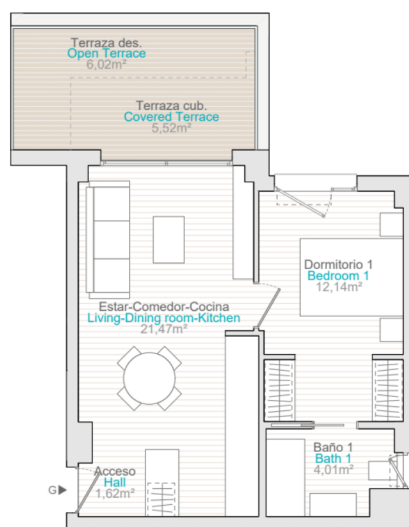 Terraza des.
Open Terrace
6,02m²
Terraza cub.
Covered Terrace
5,52m²
Dormitorio 1
Bedroom 1
12,14m²
Estar-Comedor-Cocina
Living-Dining room-Kitchen
21,47m²
Baño 1
Bath 1
4,01m²
Acceso
Hall
1,62m²
G